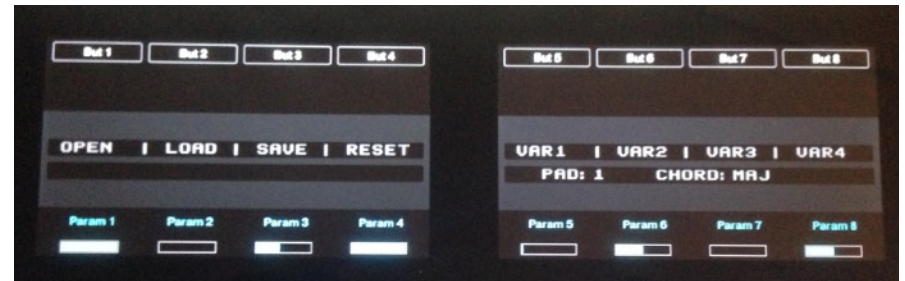 But 1 But 2 But 3 But 4
OPEN | LOAD | SAVE | RESET
Param 1 Param 2 Param 3 Param 4
But 5 But 6 But 7 But 8
VAR1 | VAR2 | VAR3 | VAR4
PAD: 1 CHORD: MAJ
Param 5 Param 6 Param 7 Param 8